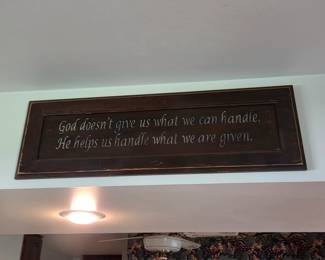 God doesn't give us what we can handle,
He helps us handle what we are given.